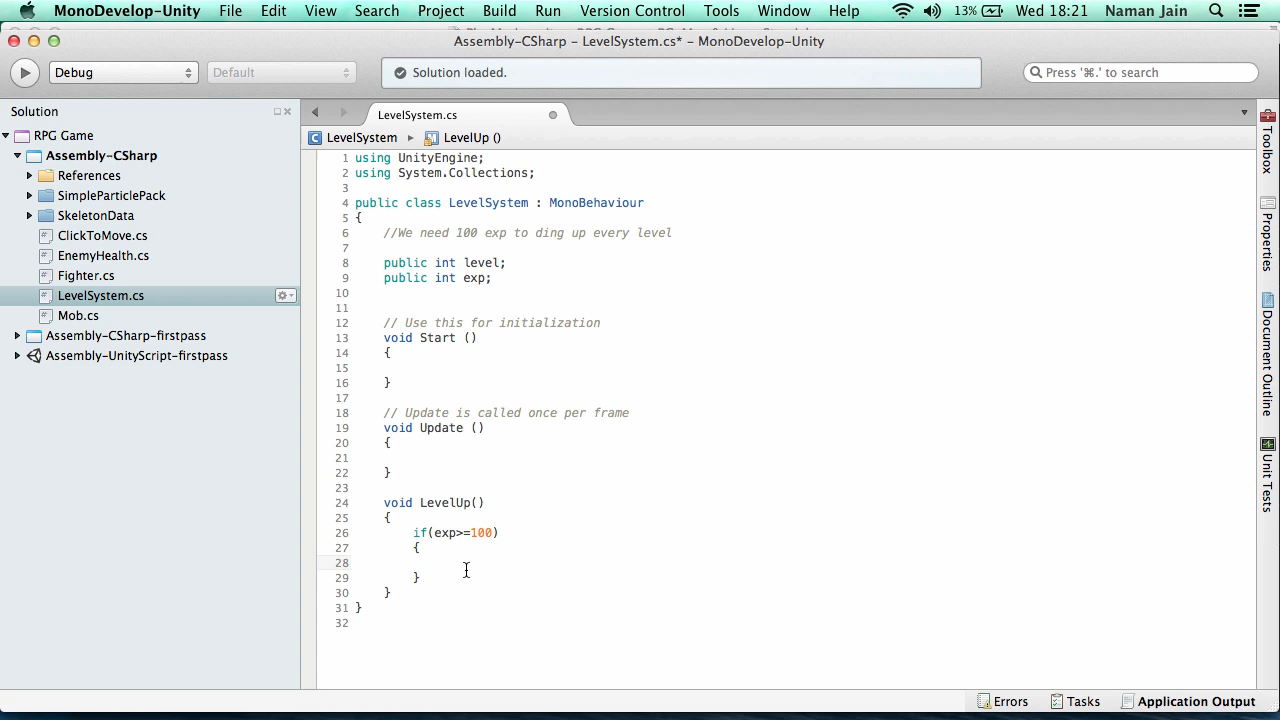 MonoDevelop-Unity File Edit View Search Project Build Run Version Control Tools Window Help 13% Wed 18:21 Naman Jain
Assembly-CSharp – LevelSystem.cs* – MonoDevelop-Unity
Debug Default Solution loaded. Press '⌘.' to search
Solution
RPG Game
Assembly-CSharp
References
SimpleParticlePack
SkeletonData
ClickToMove.cs
EnemyHealth.cs
Fighter.cs
LevelSystem.cs
Mob.cs
Assembly-CSharp-firstpass
Assembly-UnityScript-firstpass
LevelSystem.cs
LevelSystem ▸ LevelUp ()
1 using UnityEngine;
2 using System.Collections;
3
4 public class LevelSystem : MonoBehaviour
5 {
6 //We need 100 exp to ding up every level
7
8 public int level;
9 public int exp;
10
11
12 // Use this for initialization
13 void Start ()
14 {
15
16 }
17
18 // Update is called once per frame
19 void Update ()
20 {
21
22 }
23
24 void LevelUp()
25 {
26 if(exp>=100)
27 {
28
29 }
30 }
31 }
32
Toolbox
Properties
Document Outline
Unit Tests
Errors Tasks Application Output